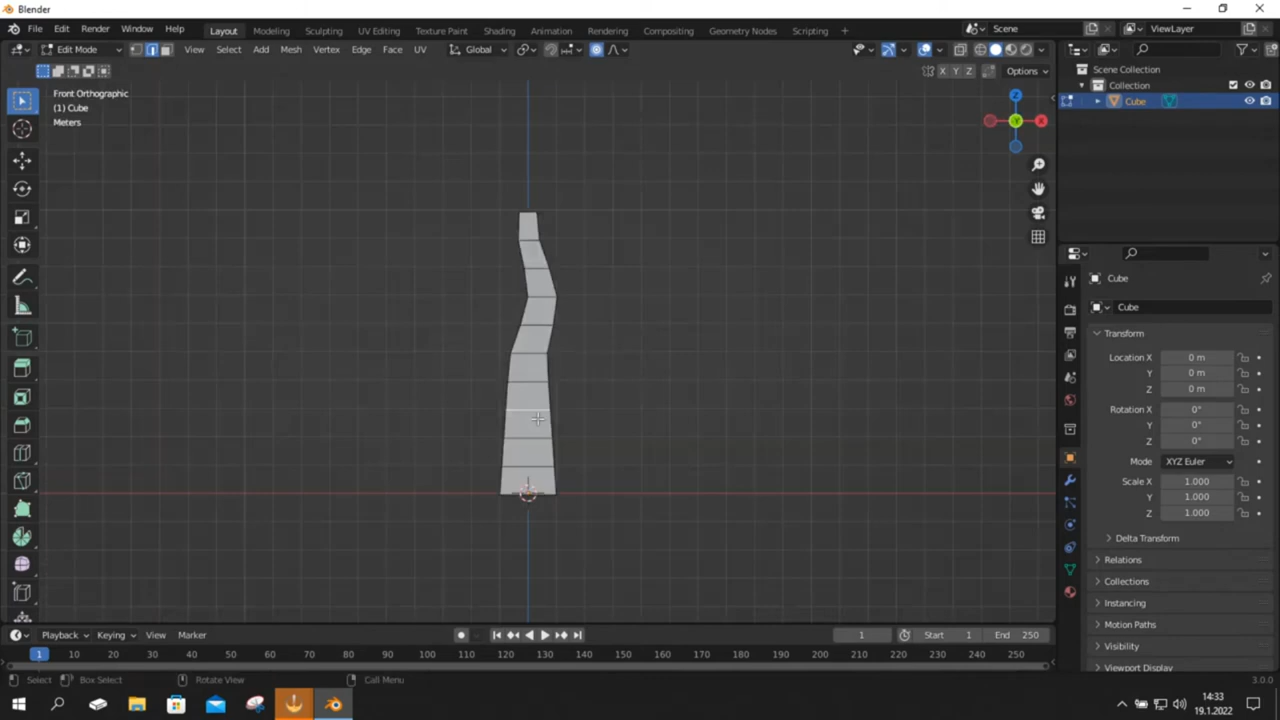 Blender
File Edit Render Window Help
Layout Modeling Sculpting UV Editing Texture Paint Shading Animation Rendering Compositing Geometry Nodes Scripting +
Scene
ViewLayer
Edit Mode View Select Add Mesh Vertex Edge Face UV
Global
X Y Z Options
Front Orthographic
(1) Cube
Meters
Z
X
Y
Scene Collection
Collection
Cube
Cube
Cube
Transform
Location X 0 m
Y 0 m
Z 0 m
Rotation X 0°
Y 0°
Z 0°
Mode XYZ Euler
Scale X 1.000
Y 1.000
Z 1.000
Delta Transform
Relations
Collections
Instancing
Motion Paths
Visibility
Viewport Display
Playback Keying View Marker
1 Start 1 End 250
1 10 20 30 40 50 60 70 80 90 100 110 120 130 140 150 160 170 180 190 200 210 220 230 240 250
Select Box Select Rotate View Call Menu
3.0.0
14:33
19.1.2022